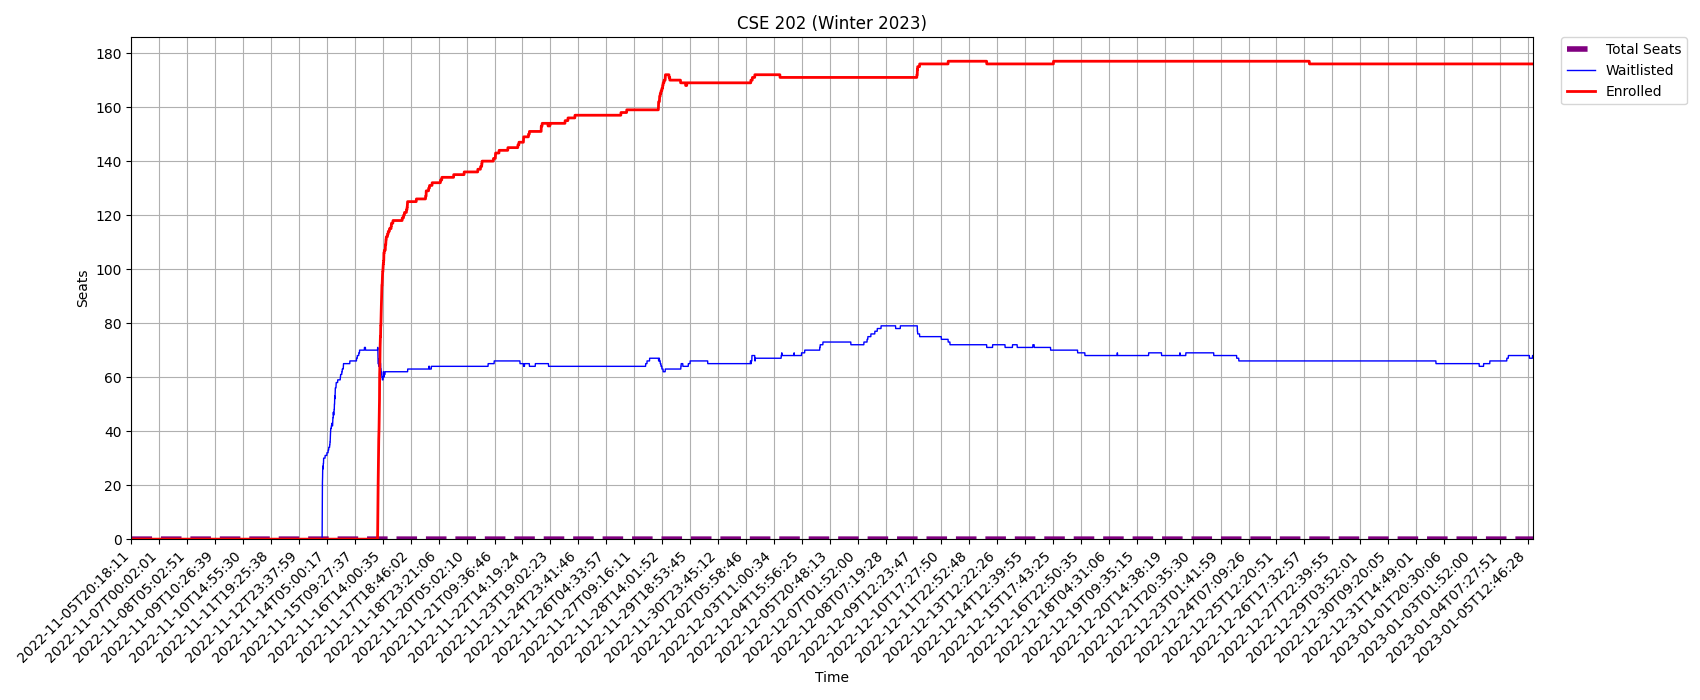 CSE 202 (Winter 2023)
Total Seats
Waitlisted
Enrolled
Seats
180
160
140
120
100
80
60
40
20
0
2022-11-05T20:18:11
2022-11-07T00:02:01
2022-11-08T05:02:51
2022-11-09T10:26:39
2022-11-10T14:55:30
2022-11-11T19:25:38
2022-11-12T23:37:59
2022-11-14T05:00:17
2022-11-15T09:27:37
2022-11-16T14:00:35
2022-11-17T18:46:02
2022-11-18T23:21:06
2022-11-20T05:02:10
2022-11-21T09:36:46
2022-11-22T14:19:24
2022-11-23T19:02:23
2022-11-24T23:41:46
2022-11-26T04:33:57
2022-11-27T09:16:11
2022-11-28T14:01:52
2022-11-29T18:53:45
2022-11-30T23:45:12
2022-12-02T05:58:46
2022-12-03T11:00:34
2022-12-04T15:56:25
2022-12-05T20:48:13
2022-12-07T01:52:00
2022-12-08T07:19:28
2022-12-09T12:23:47
2022-12-10T17:27:50
2022-12-11T22:52:48
2022-12-13T12:22:26
2022-12-14T12:39:55
2022-12-15T17:43:25
2022-12-16T22:50:35
2022-12-18T04:31:06
2022-12-19T09:35:15
2022-12-20T14:38:19
2022-12-21T20:35:30
2022-12-23T01:41:59
2022-12-24T07:09:26
2022-12-25T12:20:51
2022-12-26T17:32:57
2022-12-27T22:39:55
2022-12-29T03:52:01
2022-12-30T09:20:05
2022-12-31T14:49:01
2023-01-01T20:30:06
2023-01-03T01:52:00
2023-01-04T07:27:51
2023-01-05T12:46:28
Time